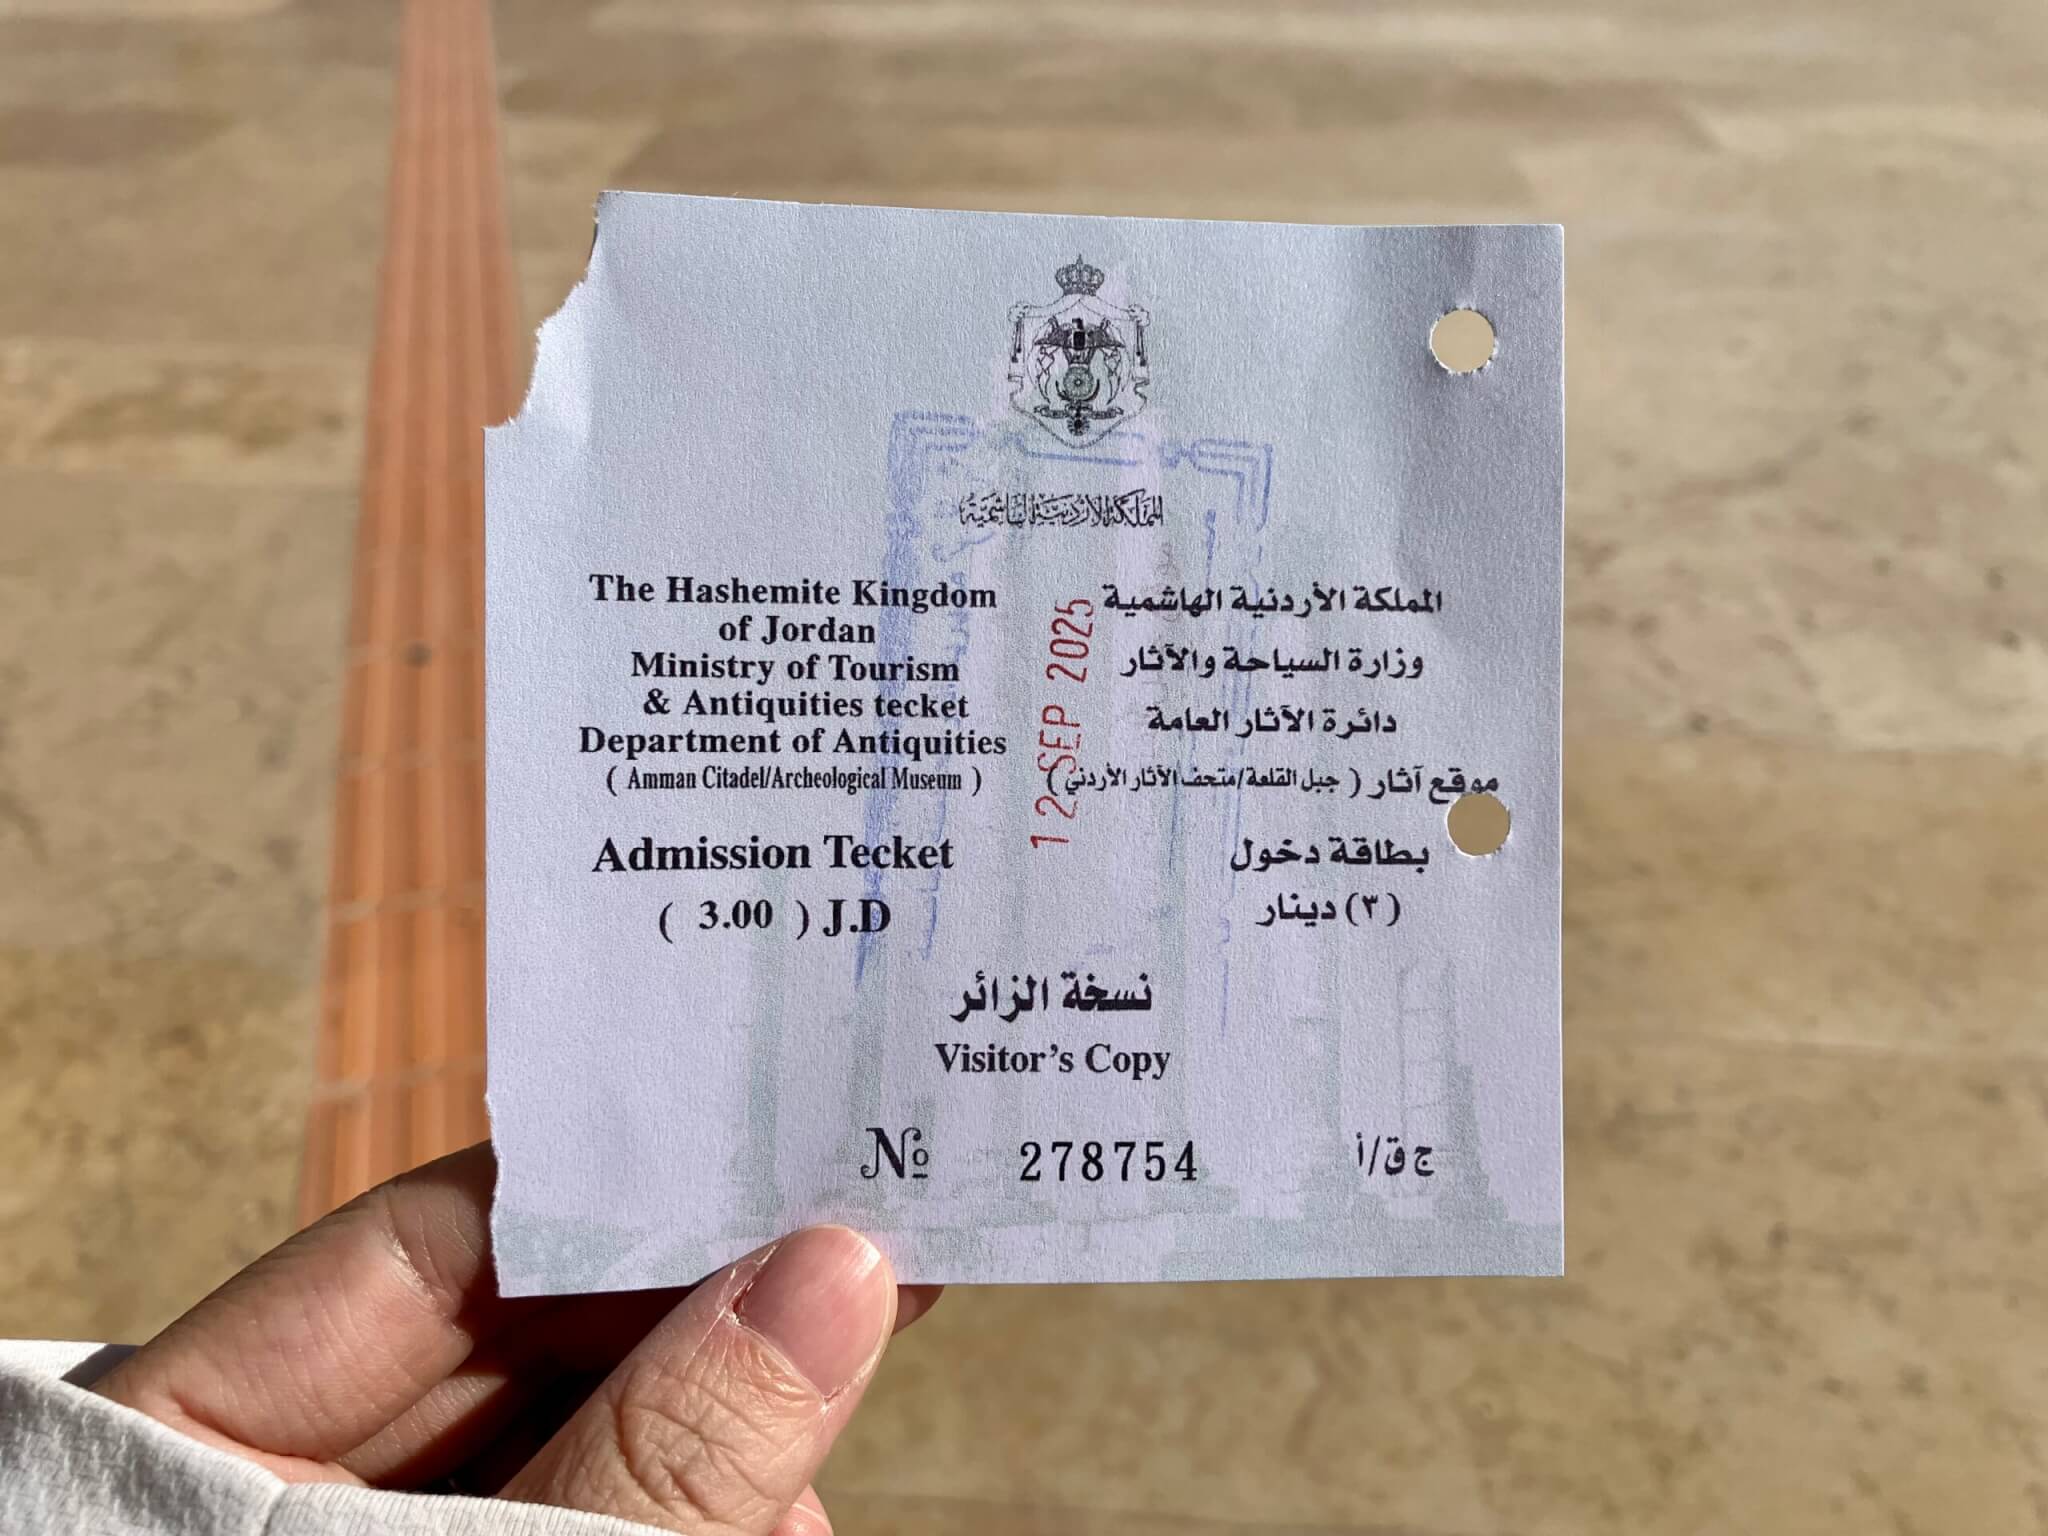 المملكة الأردنية الهاشمية
The Hashemite Kingdom
of Jordan
Ministry of Tourism
& Antiquities tecket
Department of Antiquities
( Amman Citadel/Archeological Museum )
Admission Tecket
( 3.00 ) J.D
12 SEP 2025
المملكة الأردنية الهاشمية
وزارة السياحة والآثار
دائرة الآثار العامة
موقع آثار ( جبل القلعة/متحف الآثار الأردني )
بطاقة دخول
(٣) دينار
نسخة الزائر
Visitor's Copy
№ 278754 ج ق/أ